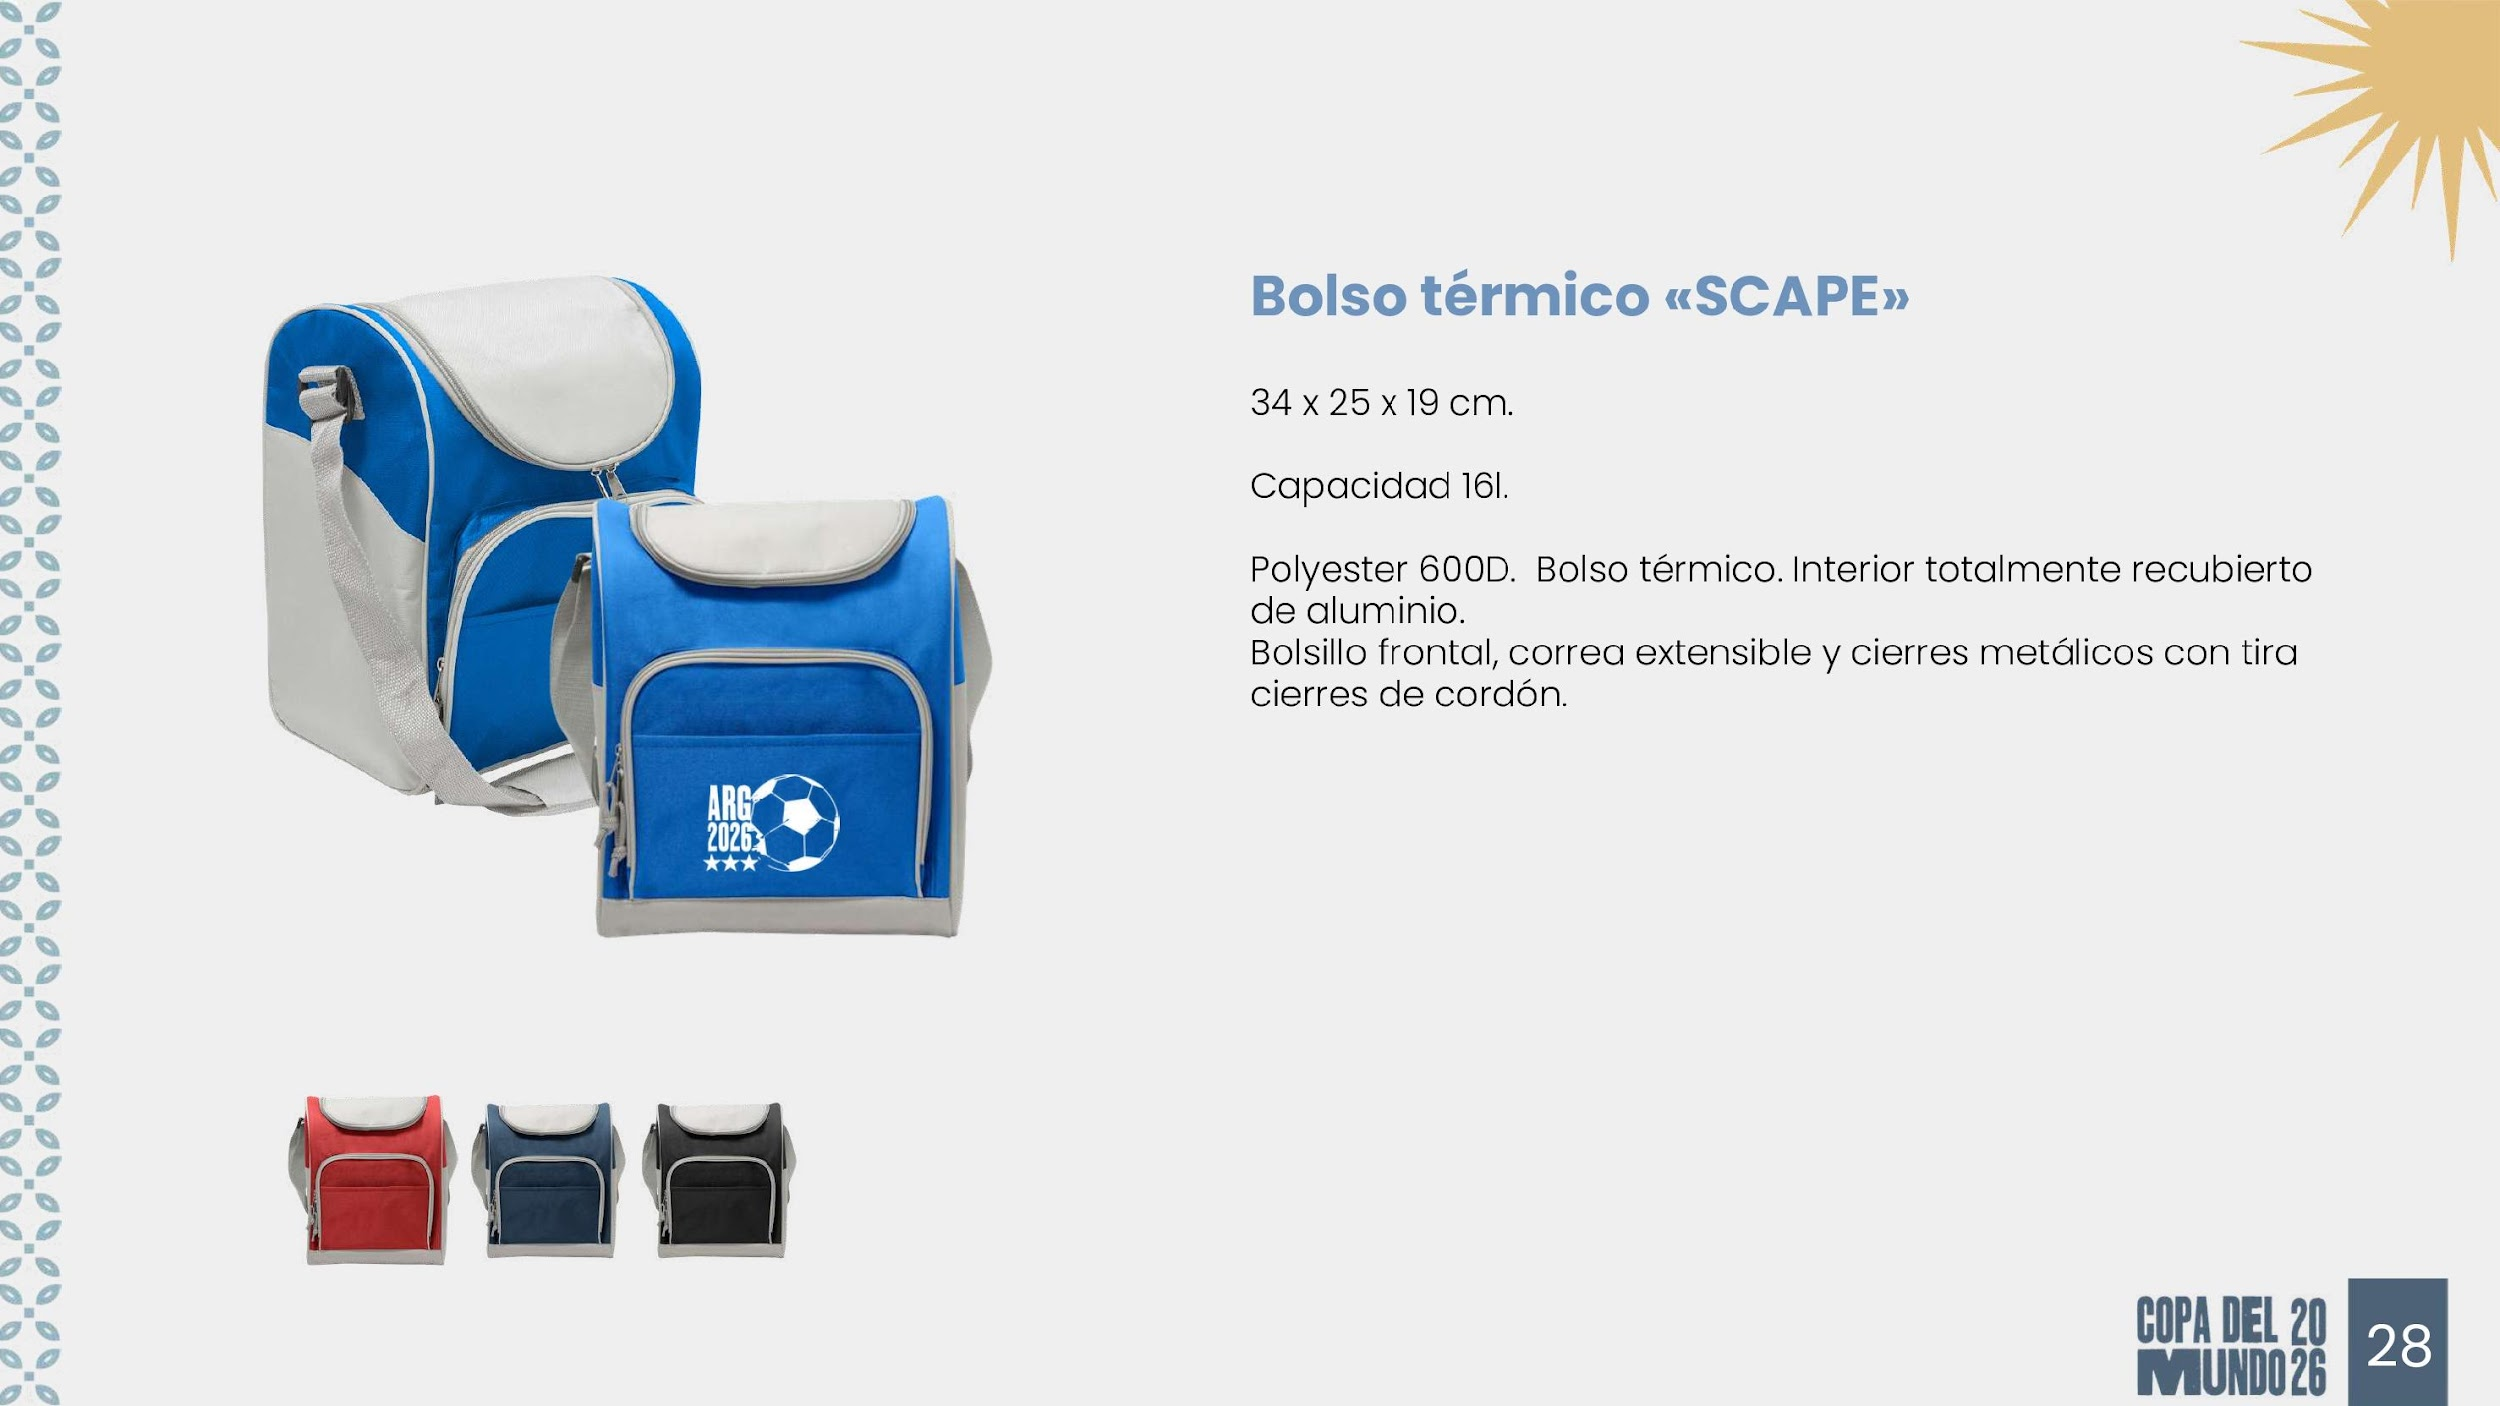 Bolso térmico «SCAPE»
34 x 25 x 19 cm.
Capacidad 16l.
Polyester 600D.  Bolso térmico. Interior totalmente recubierto
de aluminio.
Bolsillo frontal, correa extensible y cierres metálicos con tira
cierres de cordón.
ARG
2026
COPA DEL 20
MUNDO 26
28